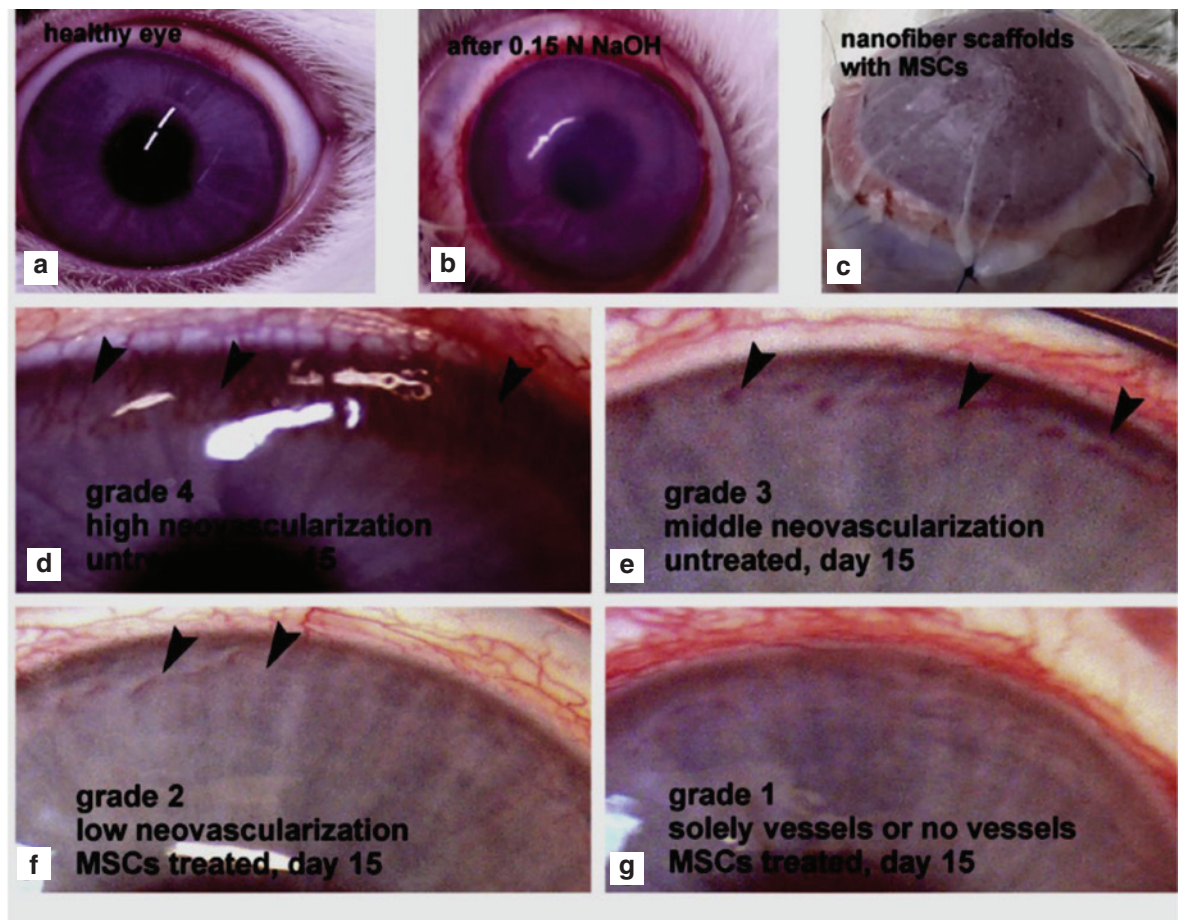 healthy eye
a
after 0.15 N NaOH
b
nanofiber scaffolds
with MSCs
c
grade 4
high neovascularization
15
d
grade 3
middle neovascularization
untreated, day 15
e
grade 2
low neovascularization
MSCs treated, day 15
f
grade 1
solely vessels or no vessels
MSCs treated, day 15
g